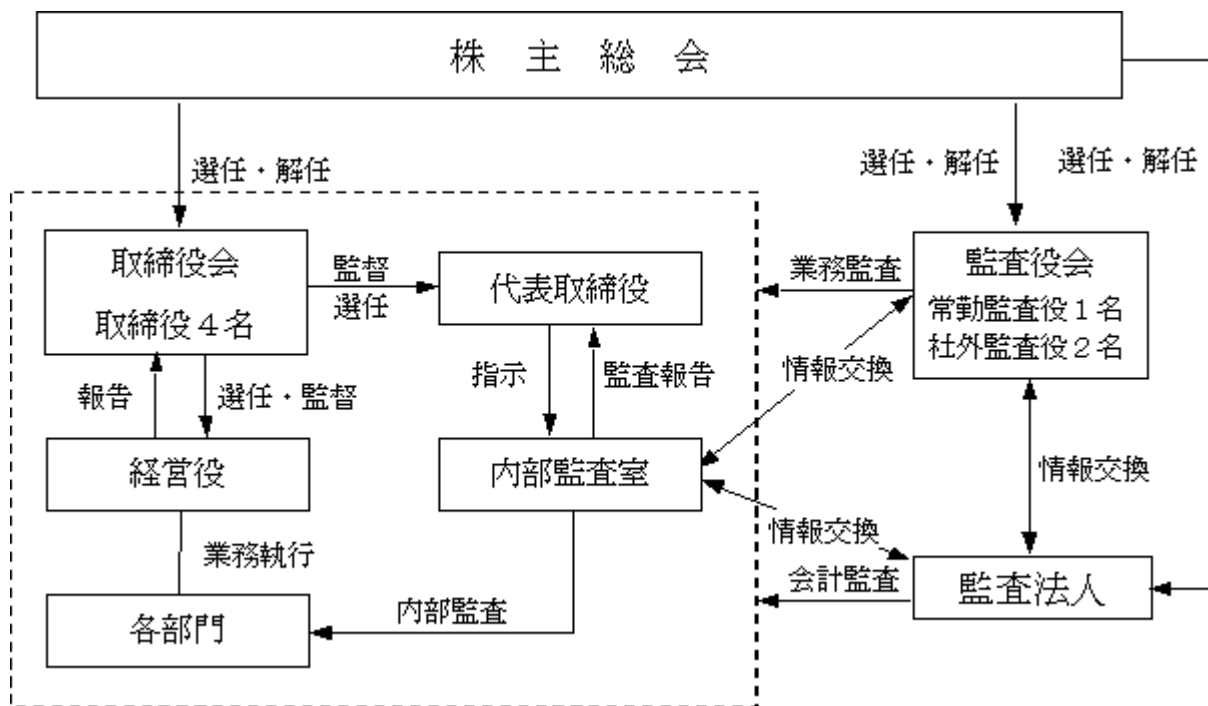 株主総会
選任・解任
選任・解任
選任・解任
取締役会
取締役4名
監督
選任
代表取締役
業務監査
監査役会
常勤監査役1名
社外監査役2名
報告
選任・監督
指示
監査報告
情報交換
経営役
内部監査室
情報交換
業務執行
情報交換
会計監査
監査法人
各部門
内部監査